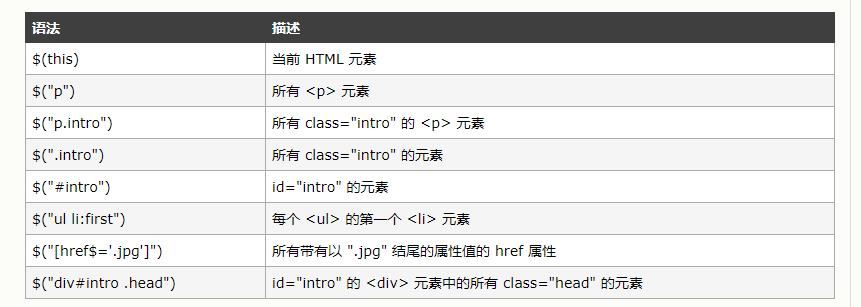 语法 描述
$(this) 当前 HTML 元素
$("p") 所有 <p> 元素
$("p.intro") 所有 class="intro" 的 <p> 元素
$(".intro") 所有 class="intro" 的元素
$("#intro") id="intro" 的元素
$("ul li:first") 每个 <ul> 的第一个 <li> 元素
$("[href$='.jpg']") 所有带有以 ".jpg" 结尾的属性值的 href 属性
$("div#intro .head") id="intro" 的 <div> 元素中的所有 class="head" 的元素